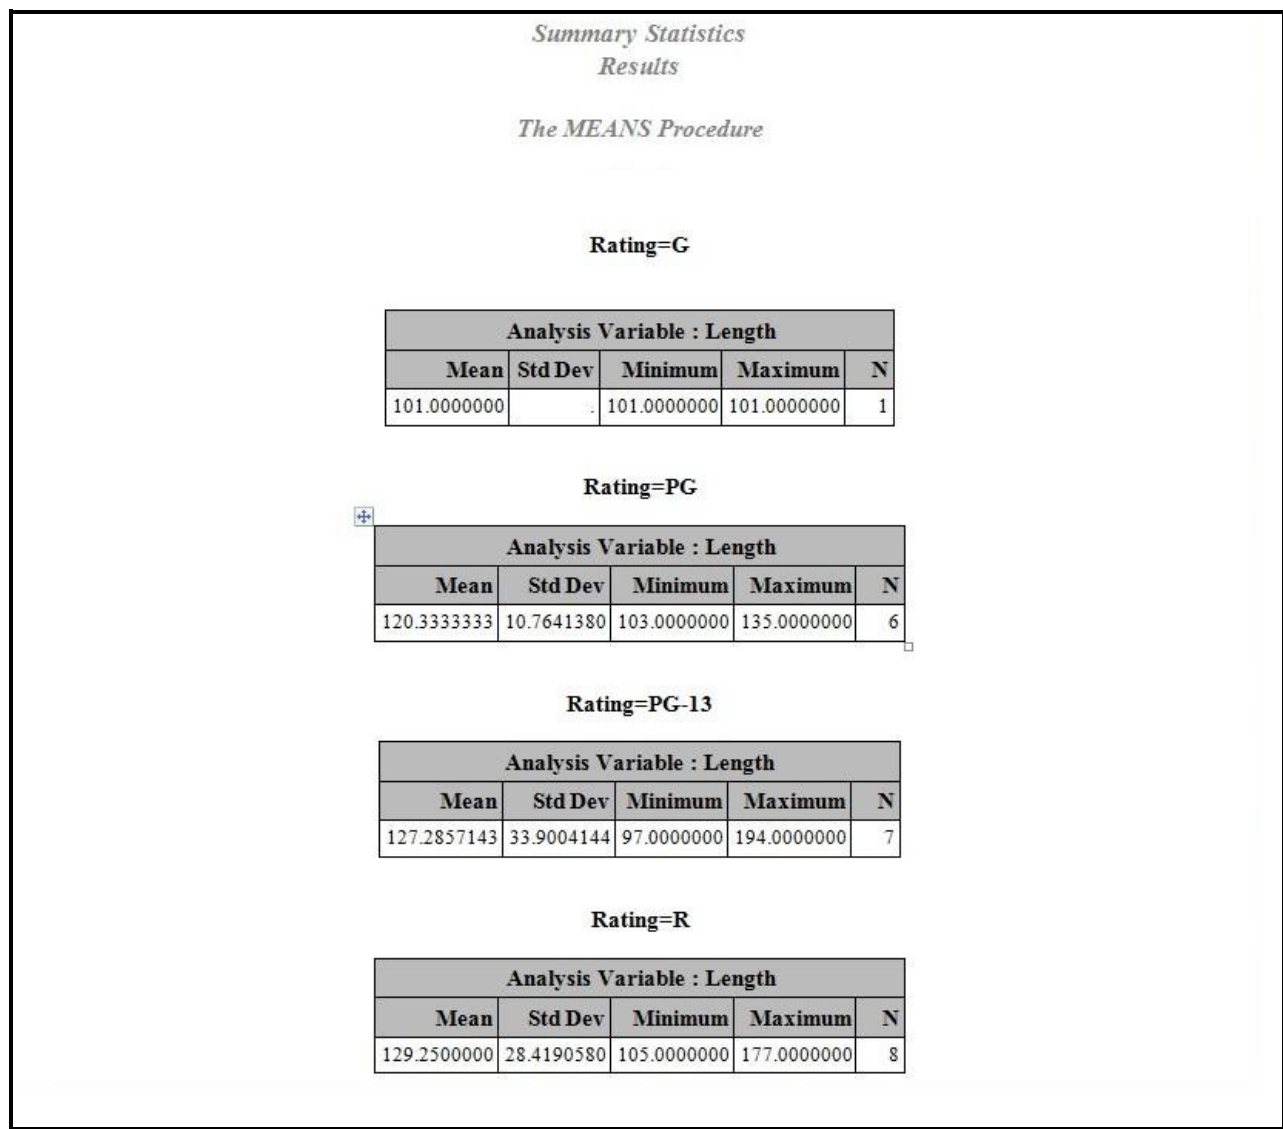 Summary Statistics
Results
The MEANS Procedure
Rating=G
Analysis Variable : Length
Mean Std Dev Minimum Maximum N
101.0000000 . 101.0000000 101.0000000 1
Rating=PG
Analysis Variable : Length
Mean Std Dev Minimum Maximum N
120.3333333 10.7641380 103.0000000 135.0000000 6
Rating=PG-13
Analysis Variable : Length
Mean Std Dev Minimum Maximum N
127.2857143 33.9004144 97.0000000 194.0000000 7
Rating=R
Analysis Variable : Length
Mean Std Dev Minimum Maximum N
129.2500000 28.4190580 105.0000000 177.0000000 8